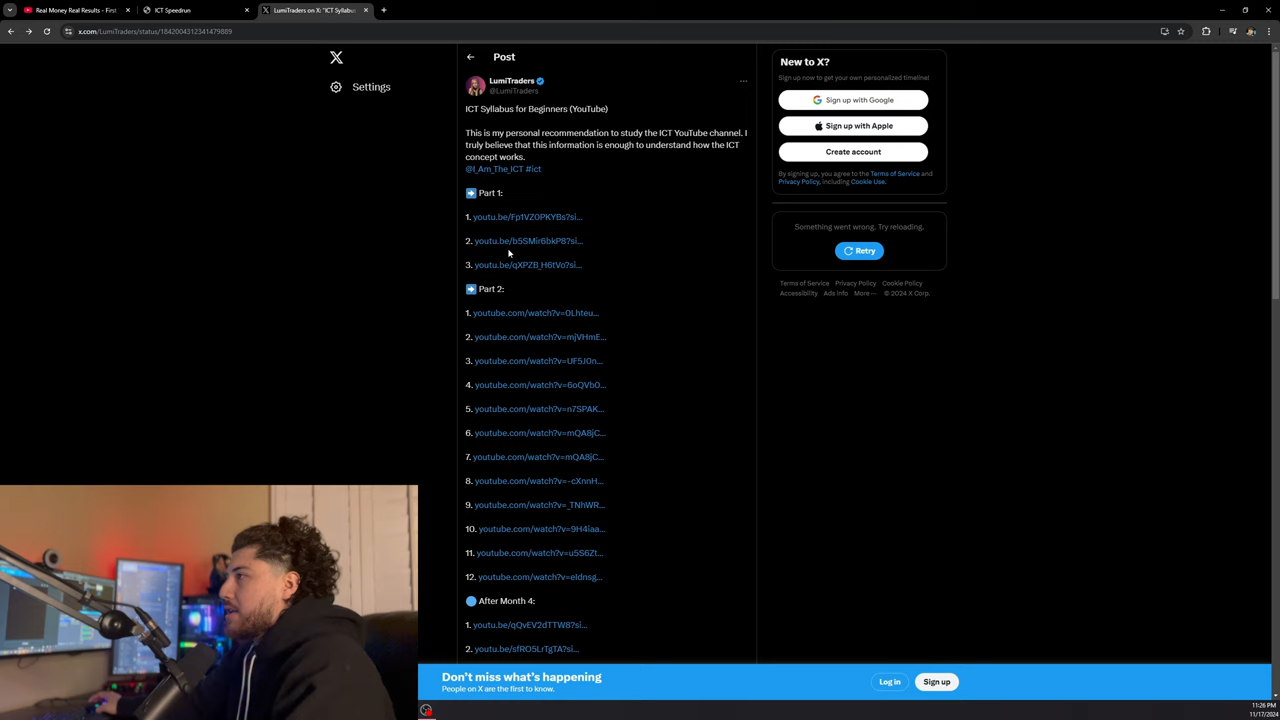 Real Money Real Results - First
ICT Speedrun
LumiTraders on X: "ICT Syllabus
x.com/LumiTraders/status/1842004312341479889
Settings
Post
LumiTraders
@LumiTraders
ICT Syllabus for Beginners (YouTube)
This is my personal recommendation to study the ICT YouTube channel. I
truly believe that this information is enough to understand how the ICT
concept works.
@I_Am_The_ICT #ict
Part 1:
1. youtu.be/Fp1VZ0PKYBs?si...
2. youtu.be/b5SMir6bkP8?si...
3. youtu.be/qXPZB_H6tVo?si...
Part 2:
1. youtube.com/watch?v=0Lhteu...
2. youtube.com/watch?v=mjVHmE...
3. youtube.com/watch?v=UF5J0n...
4. youtube.com/watch?v=6oQVb0...
5. youtube.com/watch?v=n7SPAK...
6. youtube.com/watch?v=mQA8jC...
7. youtube.com/watch?v=mQA8jC...
8. youtube.com/watch?v=-cXnnH...
9. youtube.com/watch?v=_TNhWR...
10. youtube.com/watch?v=9H4iaa...
11. youtube.com/watch?v=u5S6Zt...
12. youtube.com/watch?v=eIdnsg...
After Month 4:
1. youtu.be/qQvEV2dTTW8?si...
2. youtu.be/sfRO5LrTgTA?si...
New to X?
Sign up now to get your own personalized timeline!
Sign up with Google
Sign up with Apple
Create account
By signing up, you agree to the Terms of Service and
Privacy Policy, including Cookie Use.
Something went wrong. Try reloading.
Retry
Terms of Service Privacy Policy Cookie Policy
Accessibility Ads info More ··· © 2024 X Corp.
Don't miss what's happening
People on X are the first to know.
Log in
Sign up
11:26 PM
11/17/2024